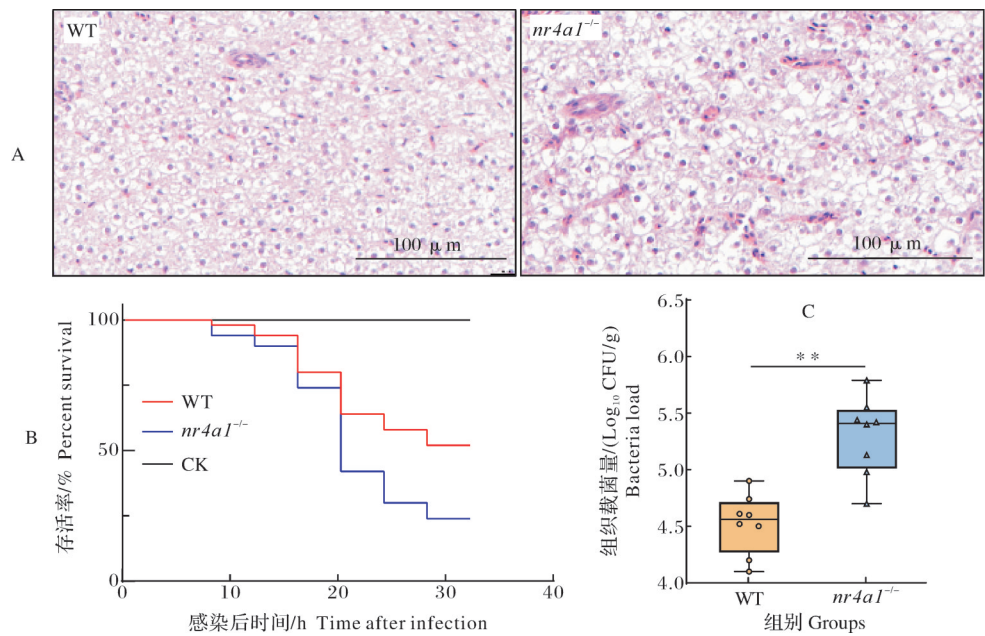 WT
nr4a1⁻/⁻
A
100 μm
100 μm
B
存活率/% Percent survival
100
50
0
WT
nr4a1⁻/⁻
CK
0
10
20
30
40
感染后时间/h Time after infection
C
组织载菌量/(Log₁₀ CFU/g)
Bacteria load
6.5
6.0
5.5
5.0
4.5
4.0
**
WT
nr4a1⁻/⁻
组别 Groups